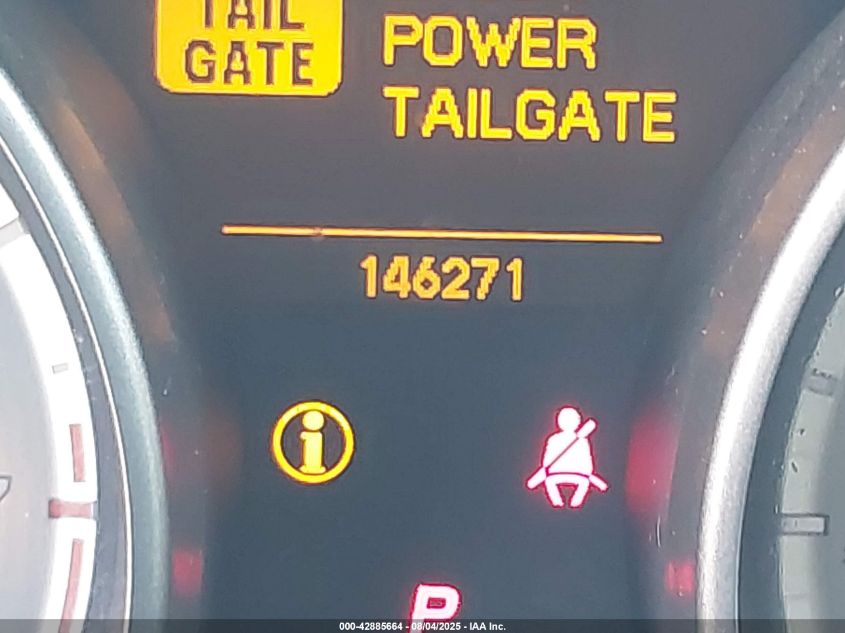 TAIL
GATE
POWER
TAILGATE
146271
i
P
000-42885664 - 08/04/2025 - IAA Inc.